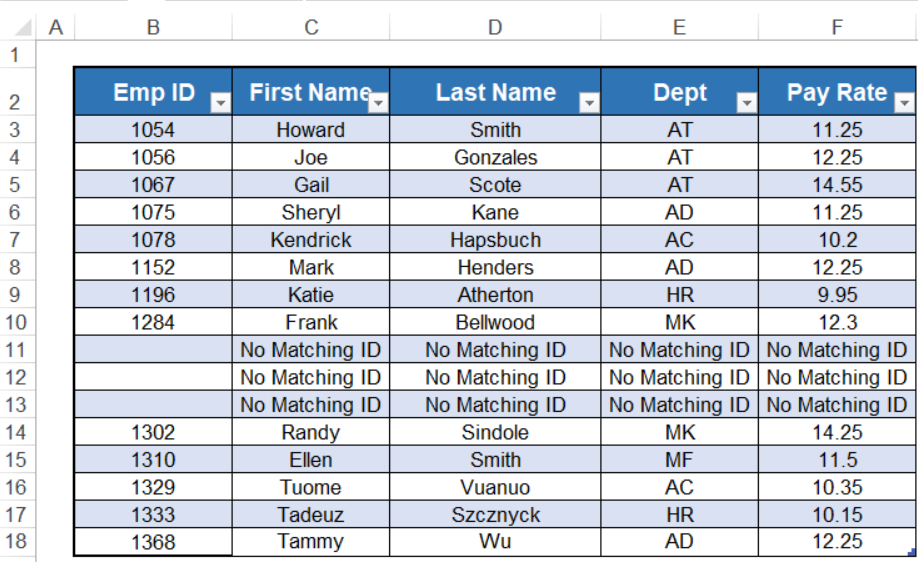 A B C D E F
1
2 Emp ID First Name Last Name Dept Pay Rate
3 1054 Howard Smith AT 11.25
4 1056 Joe Gonzales AT 12.25
5 1067 Gail Scote AT 14.55
6 1075 Sheryl Kane AD 11.25
7 1078 Kendrick Hapsbuch AC 10.2
8 1152 Mark Henders AD 12.25
9 1196 Katie Atherton HR 9.95
10 1284 Frank Bellwood MK 12.3
11 No Matching ID No Matching ID No Matching ID No Matching ID
12 No Matching ID No Matching ID No Matching ID No Matching ID
13 No Matching ID No Matching ID No Matching ID No Matching ID
14 1302 Randy Sindole MK 14.25
15 1310 Ellen Smith MF 11.5
16 1329 Tuome Vuanuo AC 10.35
17 1333 Tadeuz Szcznyck HR 10.15
18 1368 Tammy Wu AD 12.25